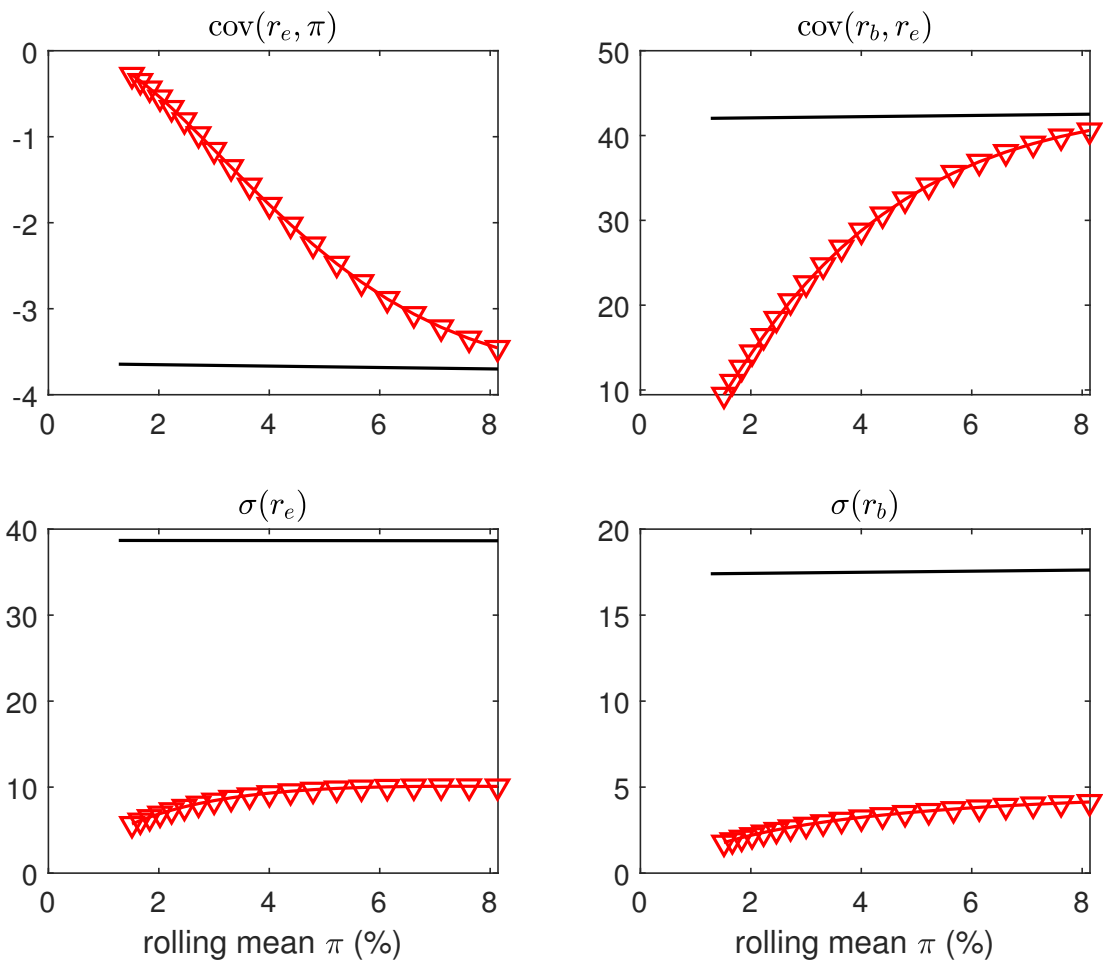 cov(r_e, π)
0
-1
-2
-3
-4
0 2 4 6 8
cov(r_b, r_e)
50
40
30
20
10
0 2 4 6 8
σ(r_e)
40
30
20
10
0
0 2 4 6 8
rolling mean π (%)
σ(r_b)
20
15
10
5
0
0 2 4 6 8
rolling mean π (%)